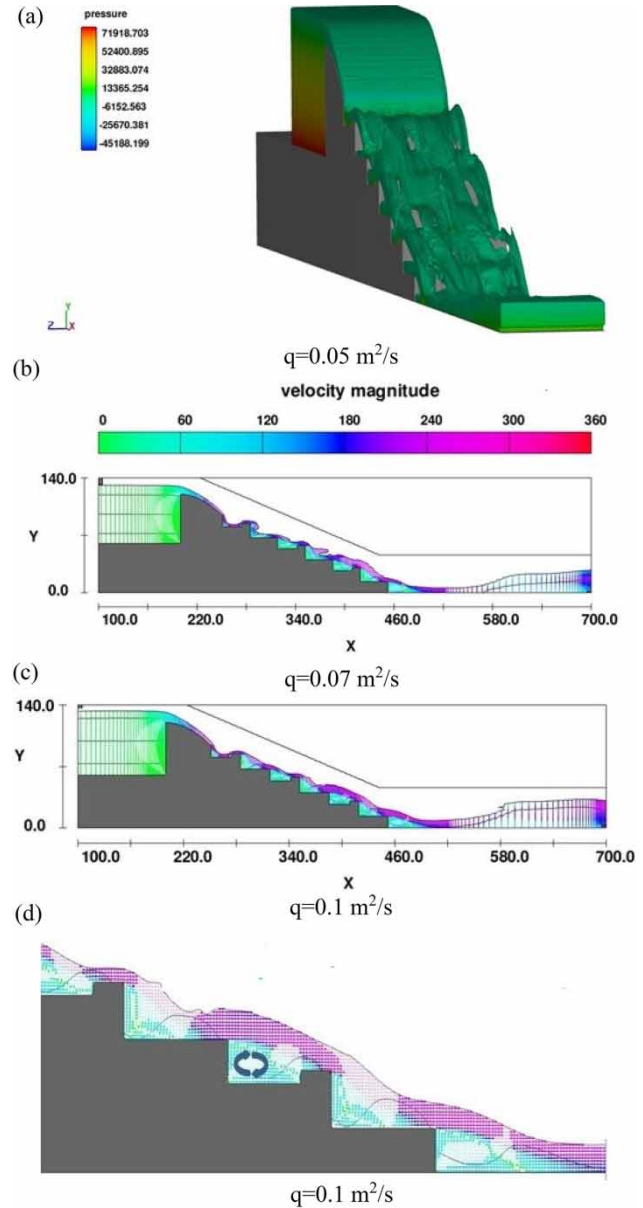 (a)
pressure
71918.703
52400.895
32883.074
13365.254
-6152.563
-25670.381
-45188.199
Y
Z X
q=0.05 m²/s
(b)
velocity magnitude
0 60 120 180 240 300 360
140.0
Y
0.0
100.0 220.0 340.0 460.0 580.0 700.0
X
q=0.07 m²/s
(c)
140.0
Y
0.0
100.0 220.0 340.0 460.0 580.0 700.0
X
q=0.1 m²/s
(d)
q=0.1 m²/s